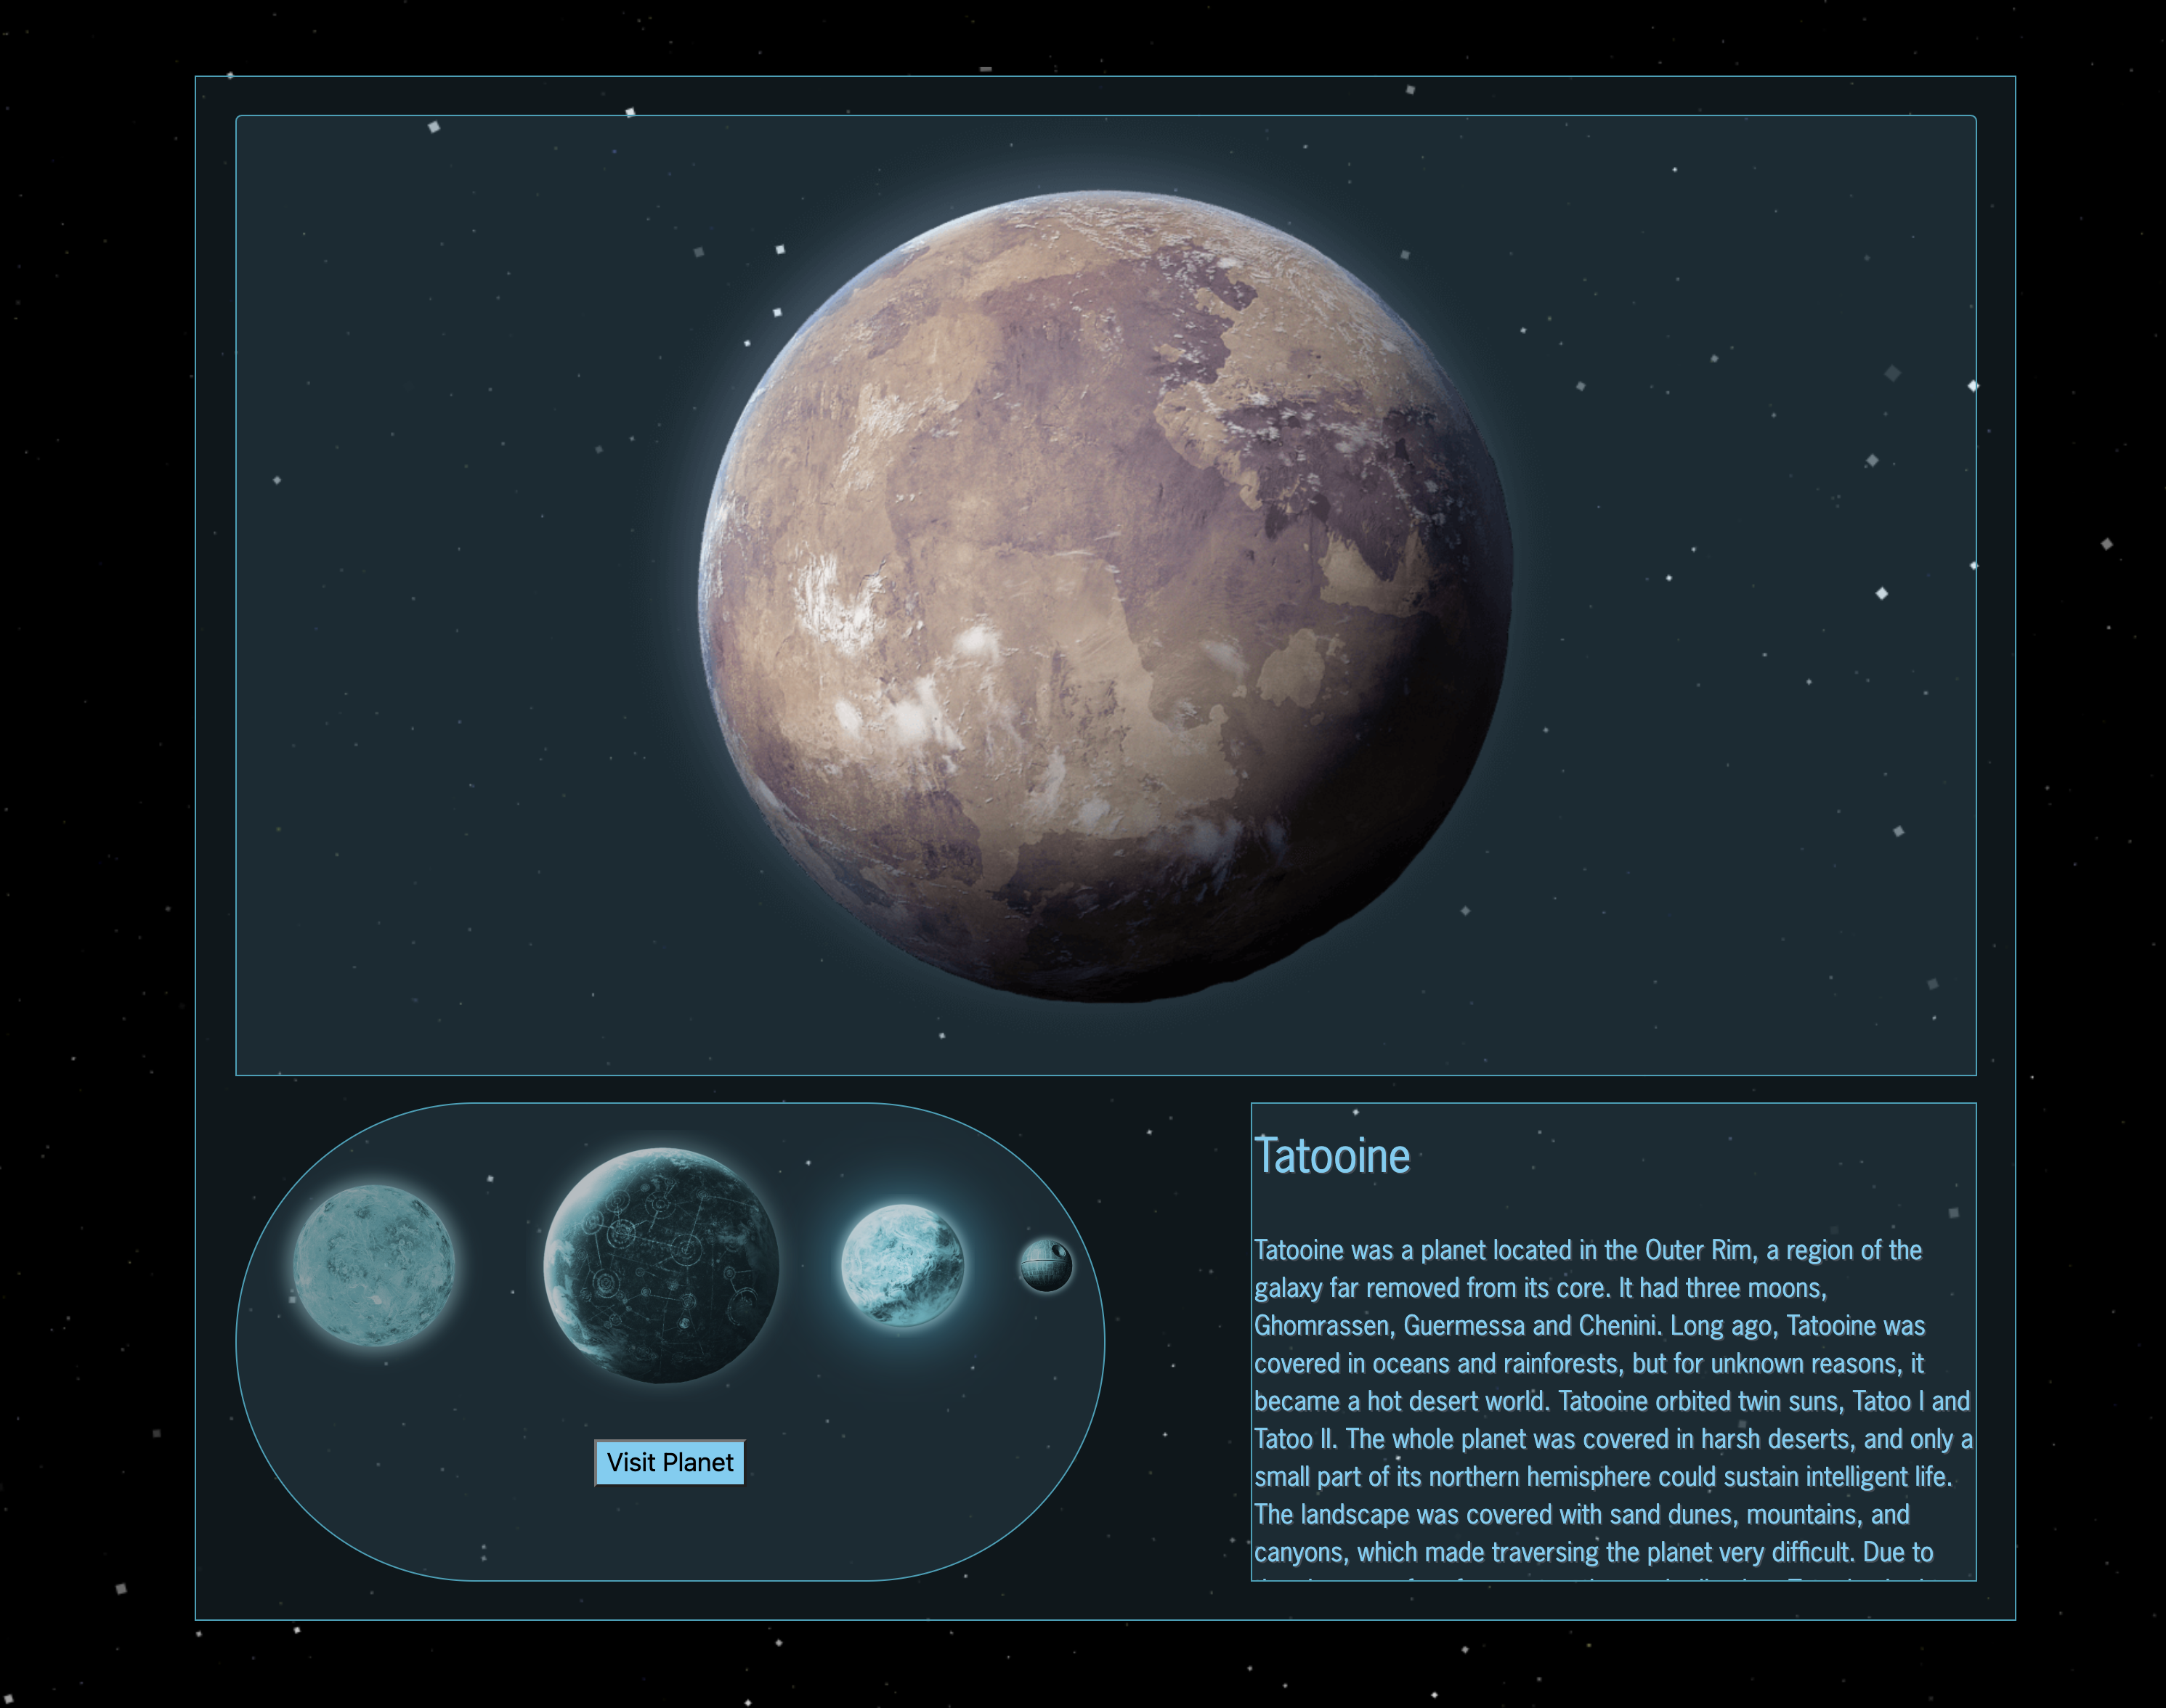 Tatooine
Tatooine was a planet located in the Outer Rim, a region of the
galaxy far removed from its core. It had three moons,
Ghomrassen, Guermessa and Chenini. Long ago, Tatooine was
covered in oceans and rainforests, but for unknown reasons, it
became a hot desert world. Tatooine orbited twin suns, Tatoo I and
Tatoo II. The whole planet was covered in harsh deserts, and only a
small part of its northern hemisphere could sustain intelligent life.
The landscape was covered with sand dunes, mountains, and
canyons, which made traversing the planet very difficult. Due to
Visit Planet